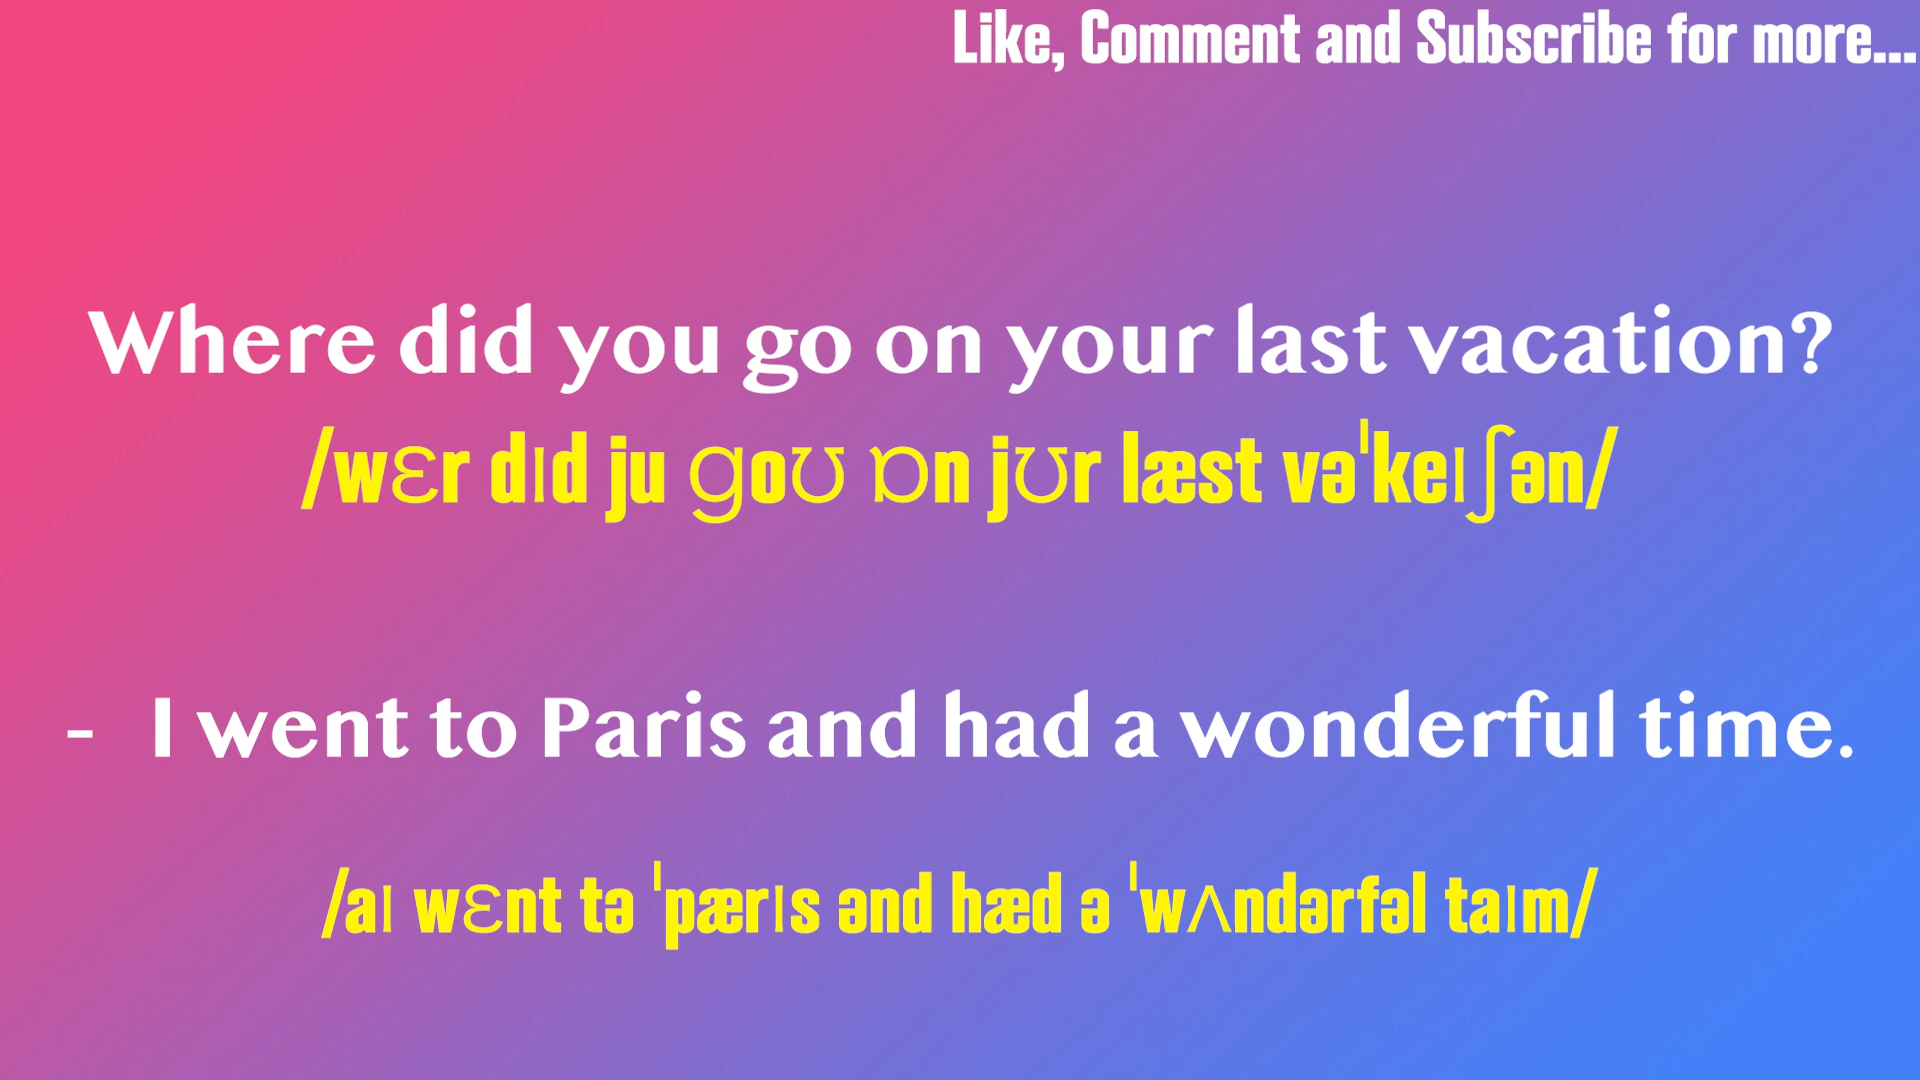 Like, Comment and Subscribe for more...
Where did you go on your last vacation?
/wɛr dɪd ju ɡoʊ ɒn jʊr læst vəˈkeɪʃən/
- I went to Paris and had a wonderful time.
/aɪ wɛnt tə ˈpærɪs ənd hæd ə ˈwʌndərfəl taɪm/